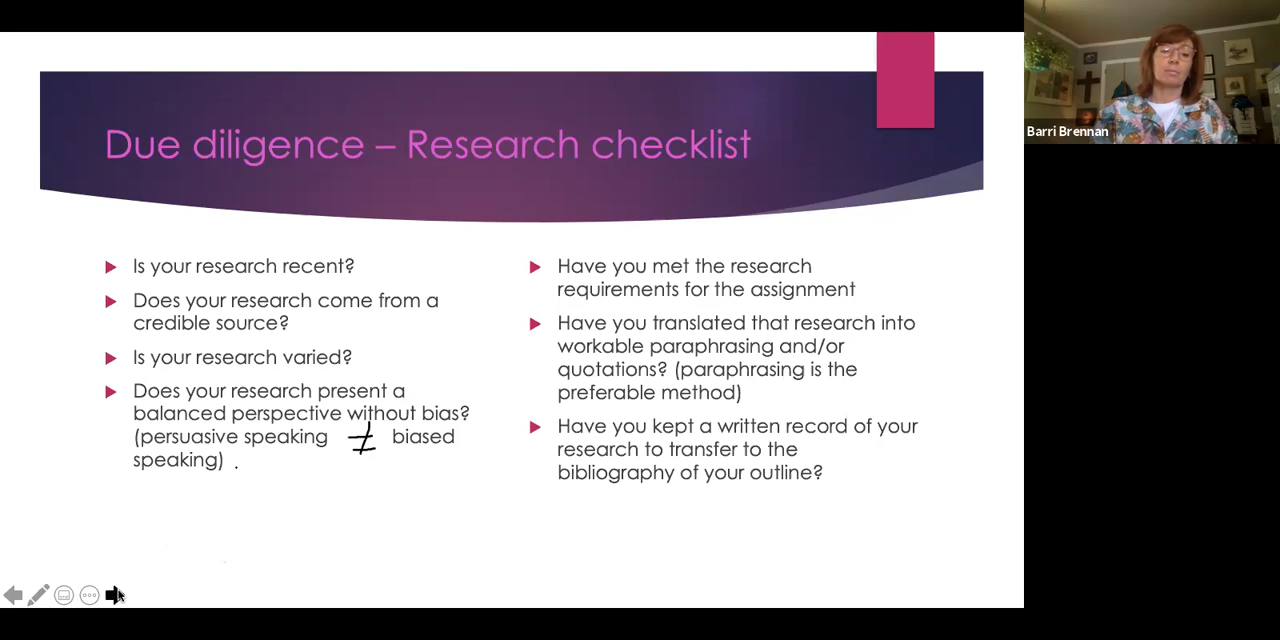 Due diligence – Research checklist
Is your research recent?
Does your research come from a
credible source?
Is your research varied?
Does your research present a
balanced perspective without bias?
(persuasive speaking ≠ biased
speaking) .
Have you met the research
requirements for the assignment
Have you translated that research into
workable paraphrasing and/or
quotations? (paraphrasing is the
preferable method)
Have you kept a written record of your
research to transfer to the
bibliography of your outline?
Barri Brennan